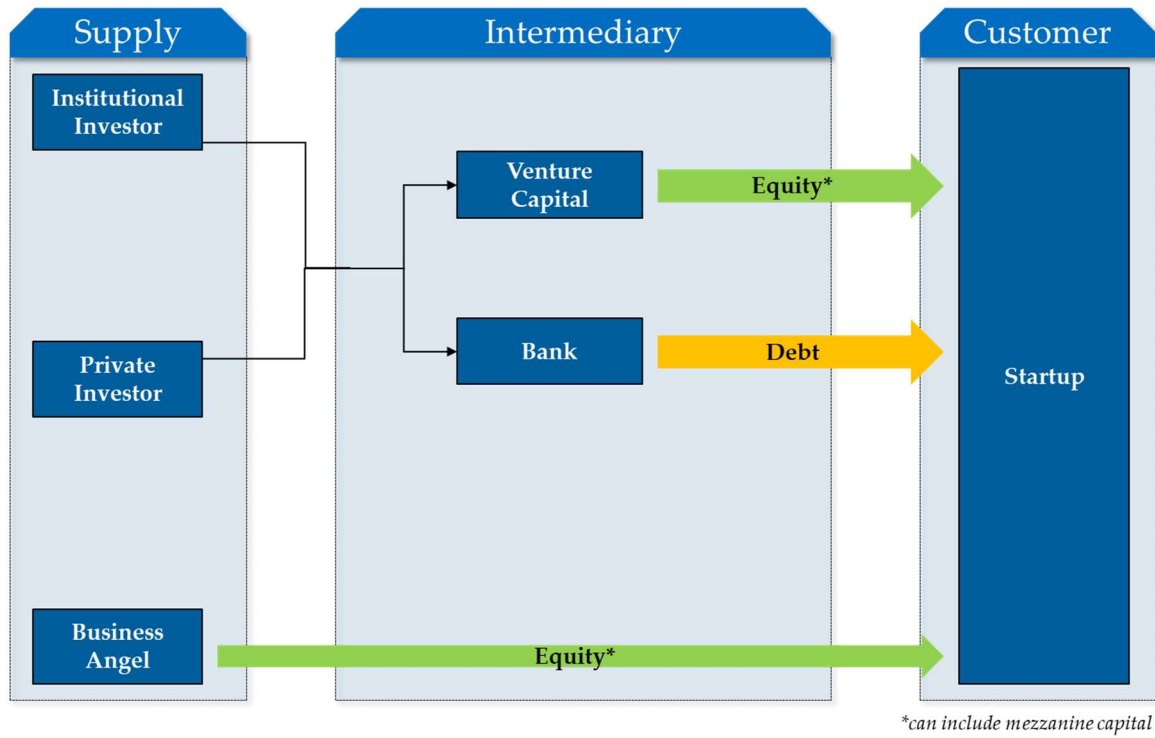 Supply
Intermediary
Customer
Institutional
Investor
Venture
Capital
Equity*
Private
Investor
Bank
Debt
Startup
Business
Angel
Equity*
*can include mezzanine capital